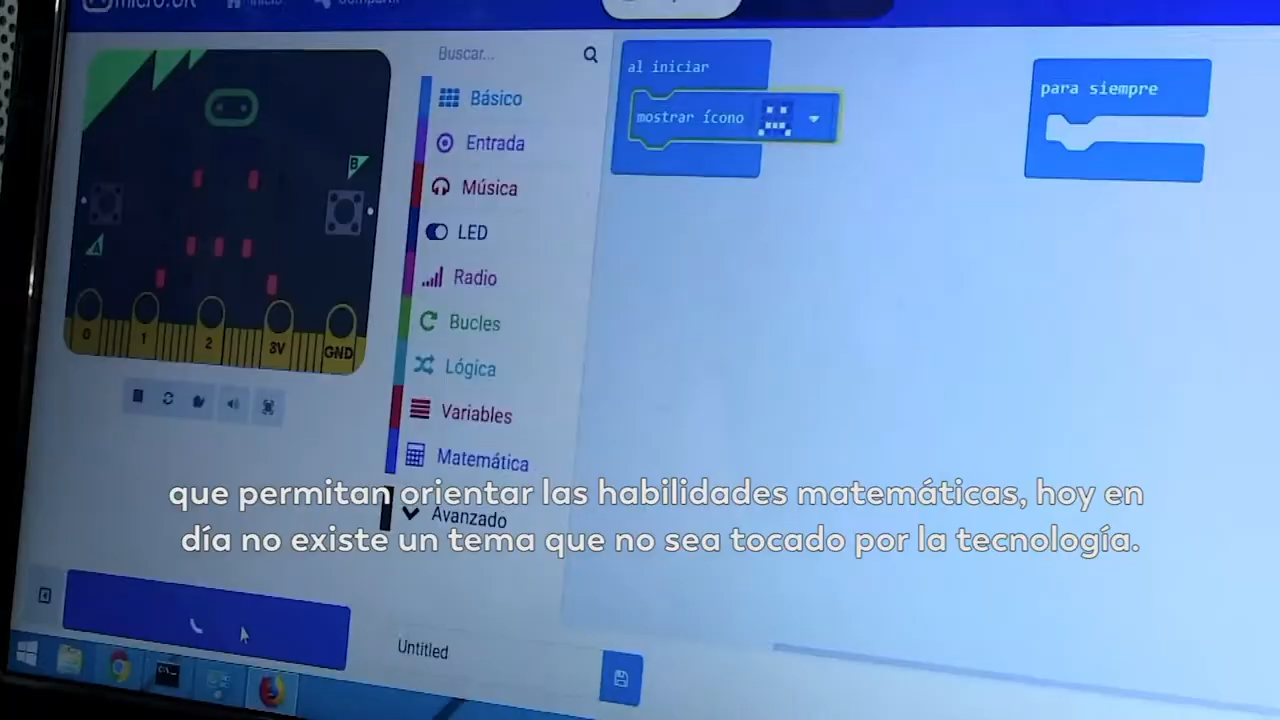 micro:bit
Inicio
Compartir
Buscar...
Básico
Entrada
Música
LED
Radio
Bucles
Lógica
Variables
Matemática
Avanzado
al iniciar
mostrar ícono
para siempre
B
A
0
1
2
3V
GND
que permitan orientar las habilidades matemáticas, hoy en
día no existe un tema que no sea tocado por la tecnología.
Untitled